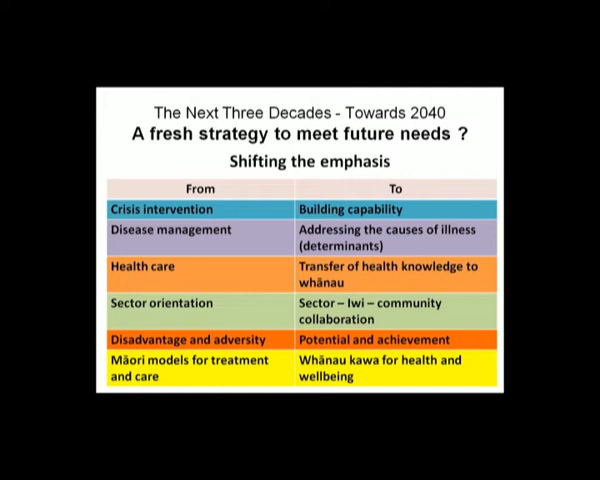 The Next Three Decades - Towards 2040
A fresh strategy to meet future needs ?
Shifting the emphasis
From To
Crisis intervention Building capability
Disease management Addressing the causes of illness
(determinants)
Health care Transfer of health knowledge to
whānau
Sector orientation Sector – Iwi – community
collaboration
Disadvantage and adversity Potential and achievement
Māori models for treatment Whānau kawa for health and
and care wellbeing